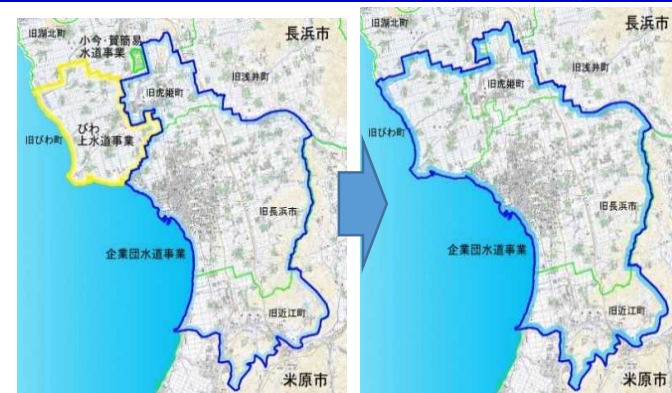 旧湖北町
長浜市
小今・賀簡易
水道事業
旧浅井町
旧虎姫町
びわ
上水道事業
旧びわ町
旧長浜市
企業団水道事業
旧近江町
米原市
旧湖北町
長浜市
旧浅井町
旧虎姫町
旧びわ町
旧長浜市
企業団水道事業
旧近江町
米原市